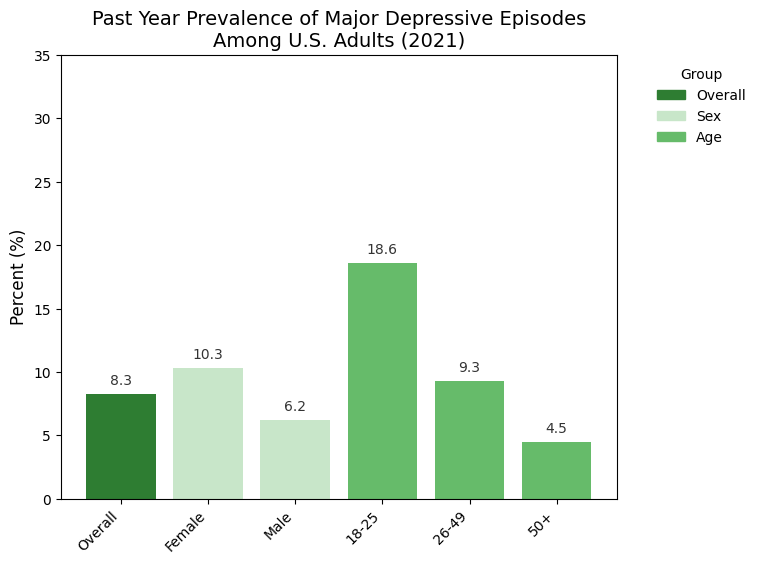 Past Year Prevalence of Major Depressive Episodes
Among U.S. Adults (2021)
Percent (%)
35
30
25
20
15
10
5
0
8.3
10.3
6.2
18.6
9.3
4.5
Overall
Female
Male
18-25
26-49
50+
Group
Overall
Sex
Age